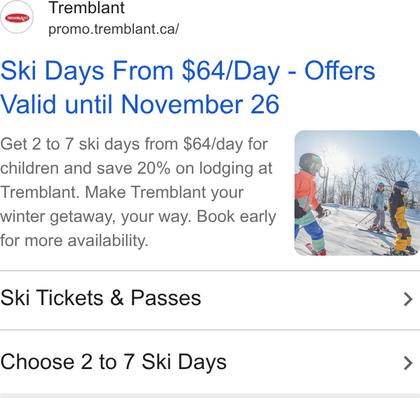 Tremblant
promo.tremblant.ca/
Ski Days From $64/Day - Offers
Valid until November 26
Get 2 to 7 ski days from $64/day for
children and save 20% on lodging at
Tremblant. Make Tremblant your
winter getaway, your way. Book early
for more availability.
Ski Tickets & Passes
Choose 2 to 7 Ski Days